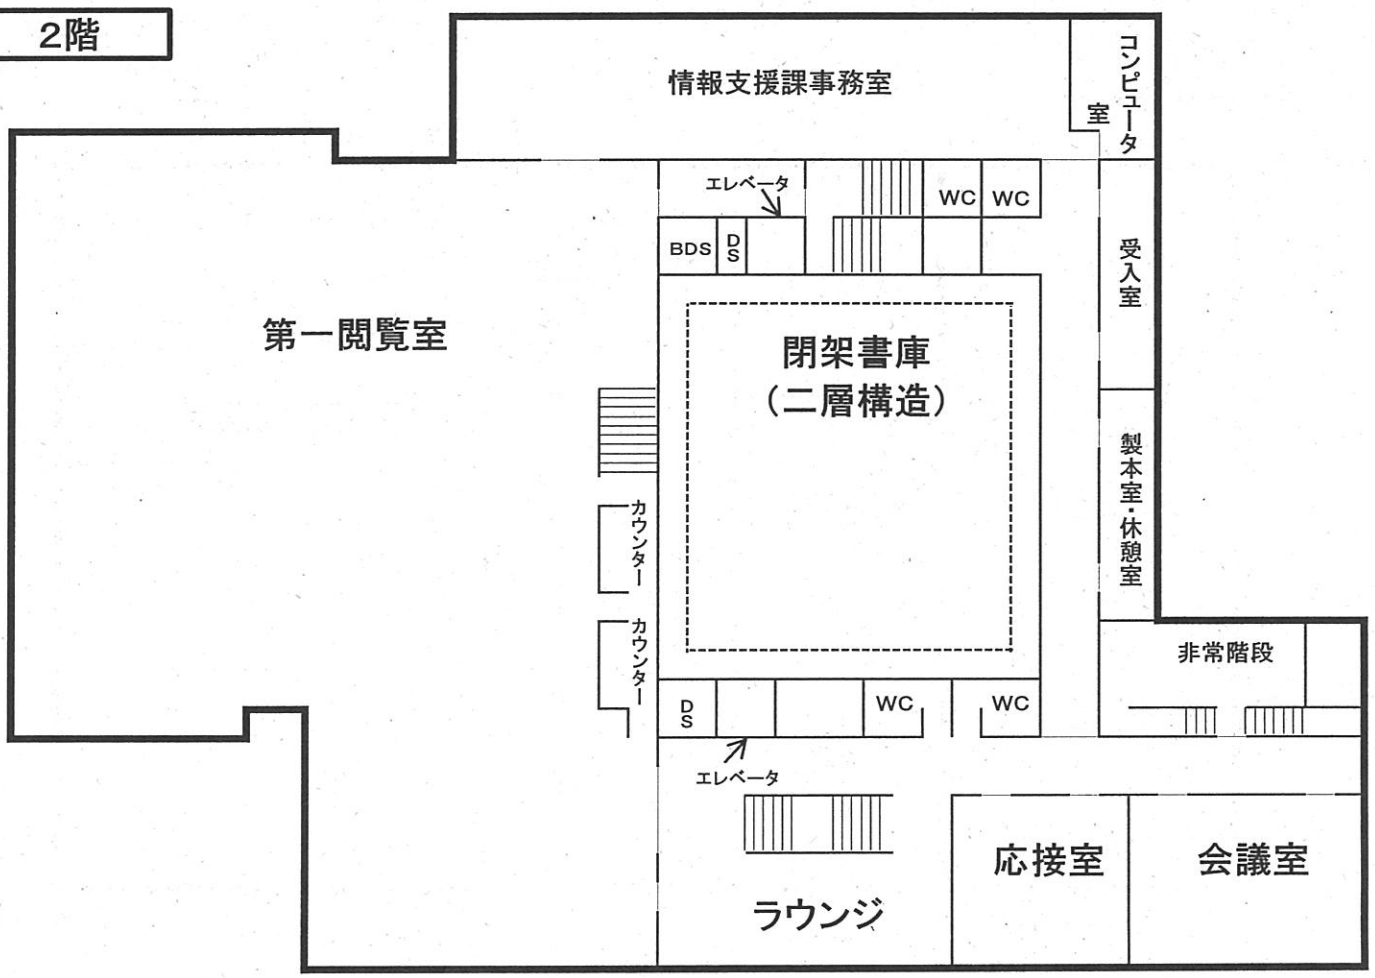 ２階
情報支援課事務室
コンピュータ
室
エレベータ
WC
WC
BDS
DS
受入室
第一閲覧室
閉架書庫
（二層構造）
製本室・休憩室
カウンター
カウンター
非常階段
DS
WC
WC
エレベータ
応接室
会議室
ラウンジ